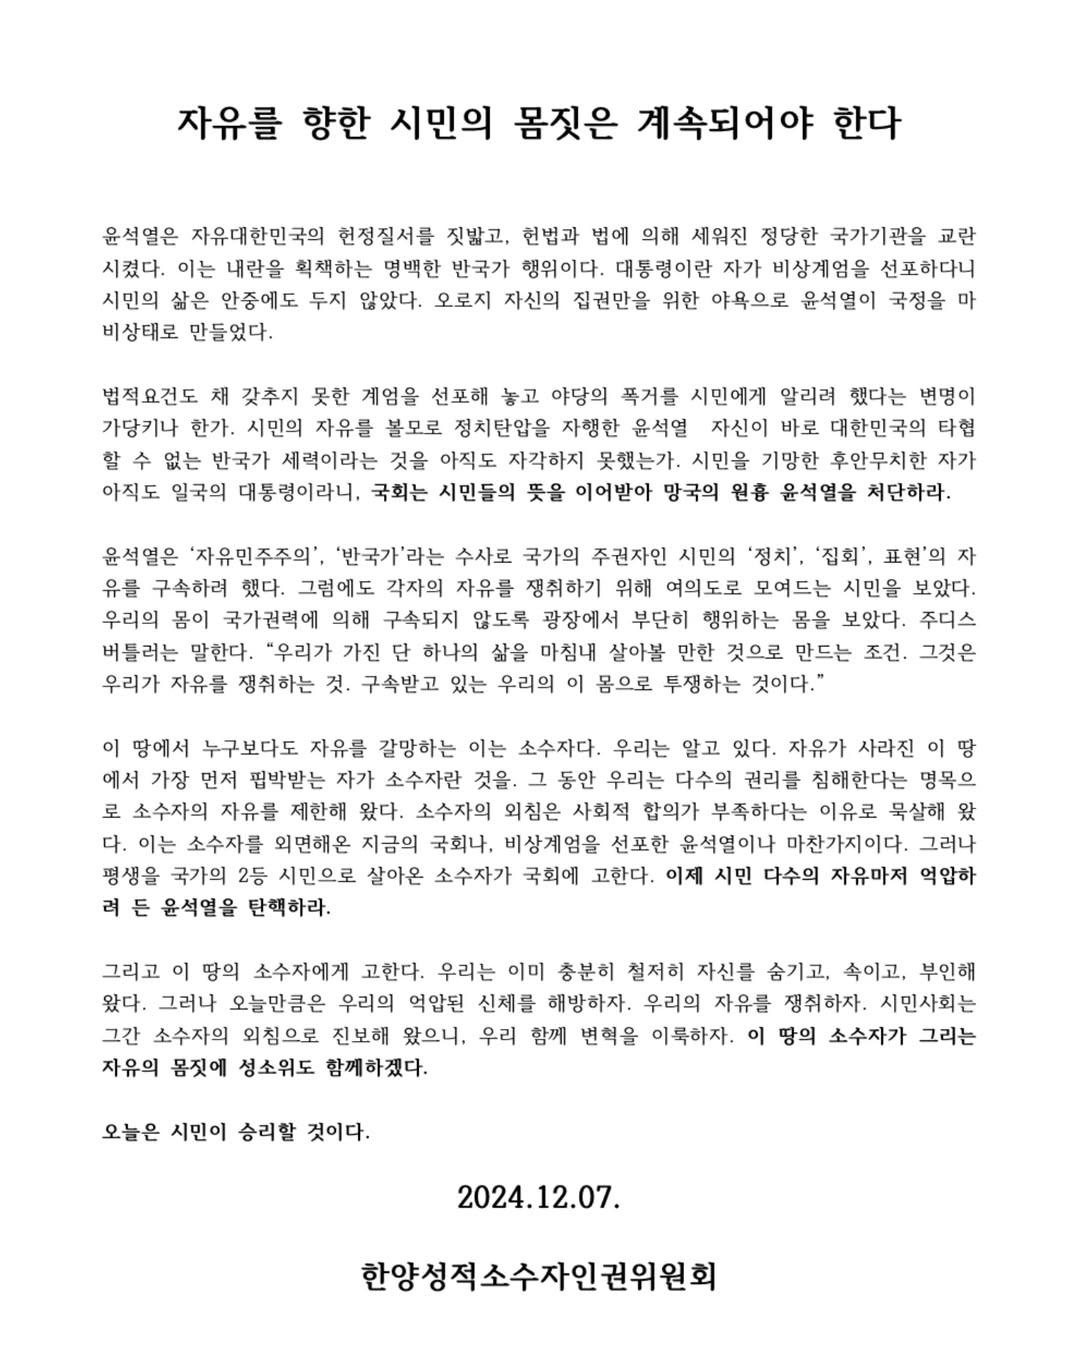 자유를 향한 시민의 몸짓은 계속되어야 한다
윤석열은 자유대한민국의 헌정질서를 짓밟고, 헌법과 법에 의해 세워진 정당한 국가기관을 교란
시켰다. 이는 내란을 획책하는 명백한 반국가 행위이다. 대통령이란 자가 비상계엄을 선포하다니
시민의 삶은 안중에도 두지 않았다. 오로지 자신의 집권만을 위한 야욕으로 윤석열이 국정을 마
비상태로 만들었다.
법적요건도 채 갖추지 못한 계엄을 선포해 놓고 야당의 폭거를 시민에게 알리려 했다는 변명이
가당키나 한가. 시민의 자유를 볼모로 정치탄압을 자행한 윤석열  자신이 바로 대한민국의 타협
할 수 없는 반국가 세력이라는 것을 아직도 자각하지 못했는가. 시민을 기망한 후안무치한 자가
아직도 일국의 대통령이라니, 국회는 시민들의 뜻을 이어받아 망국의 원흉 윤석열을 처단하라.
윤석열은 ‘자유민주주의’, ‘반국가’라는 수사로 국가의 주권자인 시민의 ‘정치’, ‘집회’, 표현’의 자
유를 구속하려 했다. 그럼에도 각자의 자유를 쟁취하기 위해 여의도로 모여드는 시민을 보았다.
우리의 몸이 국가권력에 의해 구속되지 않도록 광장에서 부단히 행위하는 몸을 보았다. 주디스
버틀러는 말한다. “우리가 가진 단 하나의 삶을 마침내 살아볼 만한 것으로 만드는 조건. 그것은
우리가 자유를 쟁취하는 것. 구속받고 있는 우리의 이 몸으로 투쟁하는 것이다.”
이 땅에서 누구보다도 자유를 갈망하는 이는 소수자다. 우리는 알고 있다. 자유가 사라진 이 땅
에서 가장 먼저 핍박받는 자가 소수자란 것을. 그 동안 우리는 다수의 권리를 침해한다는 명목으
로 소수자의 자유를 제한해 왔다. 소수자의 외침은 사회적 합의가 부족하다는 이유로 묵살해 왔
다. 이는 소수자를 외면해온 지금의 국회나, 비상계엄을 선포한 윤석열이나 마찬가지이다. 그러나
평생을 국가의 2등 시민으로 살아온 소수자가 국회에 고한다. 이제 시민 다수의 자유마저 억압하
려 든 윤석열을 탄핵하라.
그리고 이 땅의 소수자에게 고한다. 우리는 이미 충분히 철저히 자신를 숨기고, 속이고, 부인해
왔다. 그러나 오늘만큼은 우리의 억압된 신체를 해방하자. 우리의 자유를 쟁취하자. 시민사회는
그간 소수자의 외침으로 진보해 왔으니, 우리 함께 변혁을 이룩하자. 이 땅의 소수자가 그리는
자유의 몸짓에 성소위도 함께하겠다.
오늘은 시민이 승리할 것이다.
2024.12.07.
한양성적소수자인권위원회